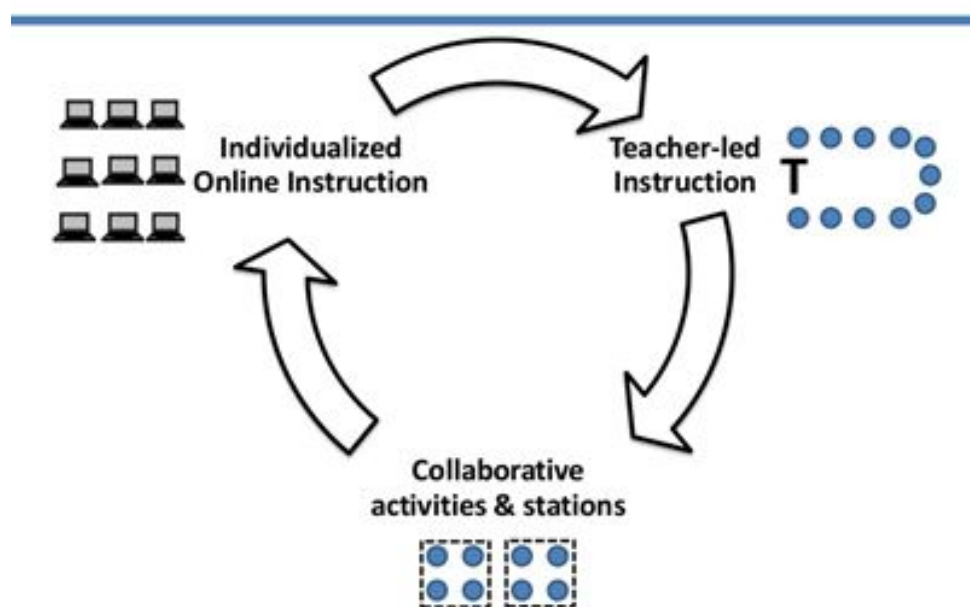 Individualized
Online Instruction
Teacher-led
Instruction
T
Collaborative
activities & stations